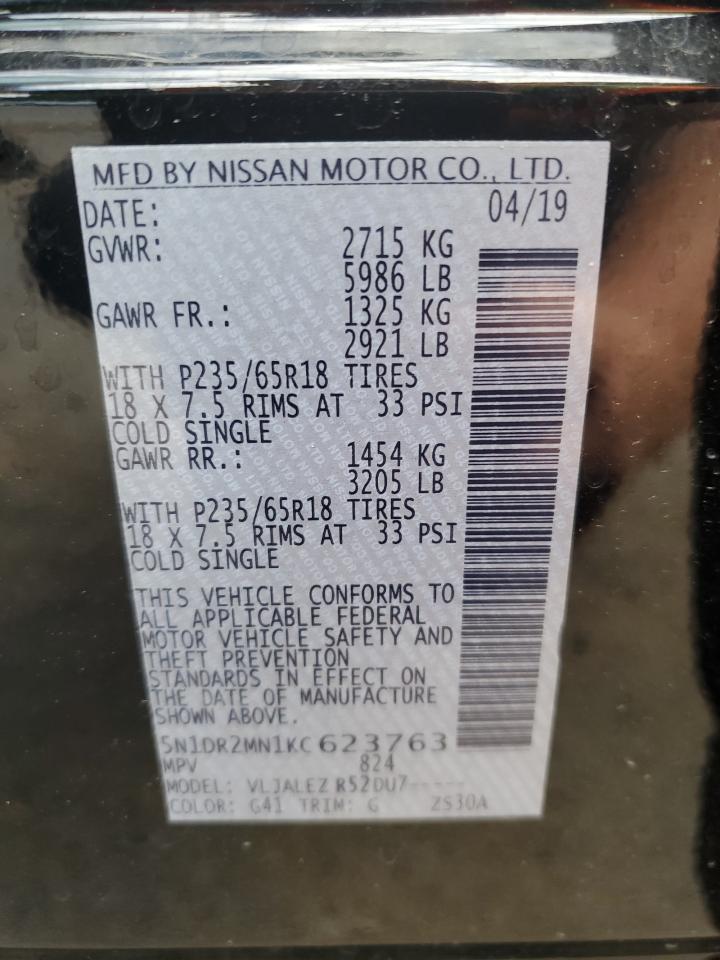 MFD BY NISSAN MOTOR CO., LTD.
DATE: 04/19
GVWR: 2715 KG
5986 LB
GAWR FR.: 1325 KG
2921 LB
WITH P235/65R18 TIRES
18 X 7.5 RIMS AT 33 PSI
COLD SINGLE
GAWR RR.: 1454 KG
3205 LB
WITH P235/65R18 TIRES
18 X 7.5 RIMS AT 33 PSI
COLD SINGLE
THIS VEHICLE CONFORMS TO
ALL APPLICABLE FEDERAL
MOTOR VEHICLE SAFETY AND
THEFT PREVENTION
STANDARDS IN EFFECT ON
THE DATE OF MANUFACTURE
SHOWN ABOVE.
5N1DR2MN1KC623763
MPV 824
MODEL: VLJALEZ R52DU7-----
COLOR: G41 TRIM: G ZS30A